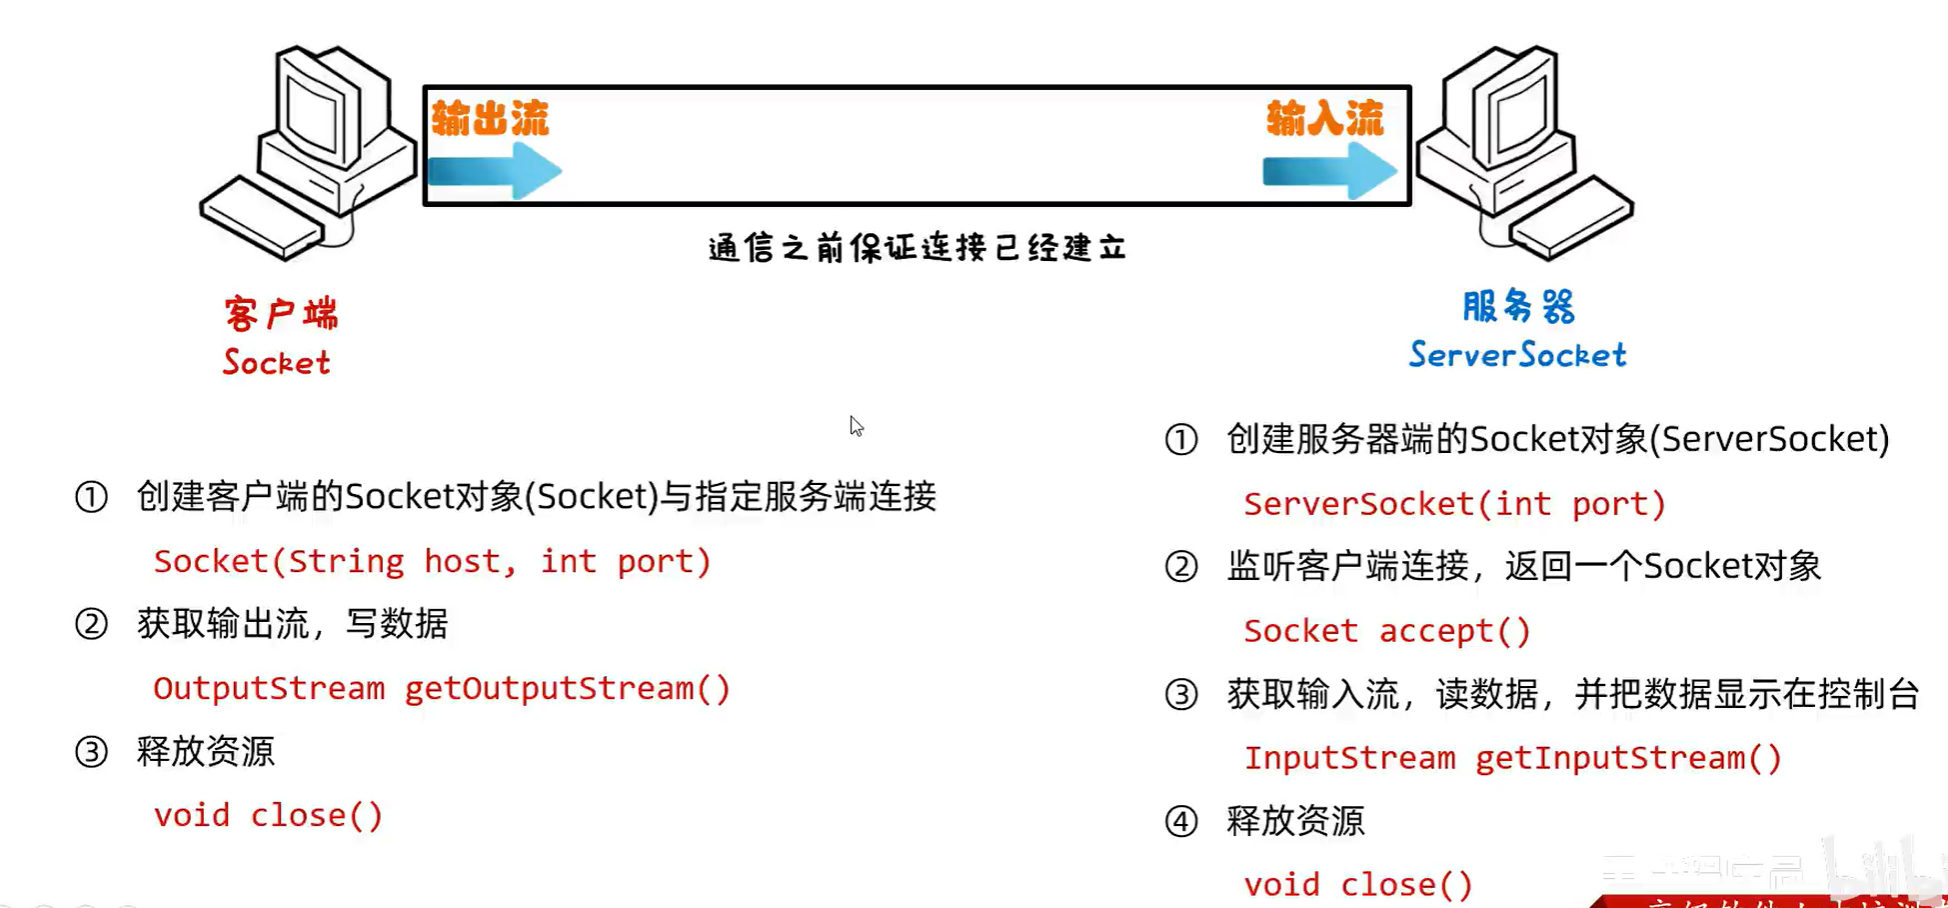 输出流
输入流
通信之前保证连接已经建立
客户端
Socket
服务器
ServerSocket
① 创建客户端的Socket对象(Socket)与指定服务端连接
Socket(String host, int port)
② 获取输出流，写数据
OutputStream getOutputStream()
③ 释放资源
void close()
① 创建服务器端的Socket对象(ServerSocket)
ServerSocket(int port)
② 监听客户端连接，返回一个Socket对象
Socket accept()
③ 获取输入流，读数据，并把数据显示在控制台
InputStream getInputStream()
④ 释放资源
void close()